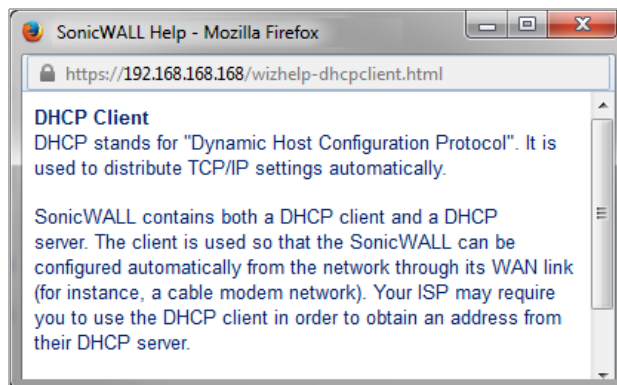 SonicWALL Help - Mozilla Firefox
https://192.168.168.168/wizhelp-dhcpclient.html
DHCP Client
DHCP stands for "Dynamic Host Configuration Protocol". It is
used to distribute TCP/IP settings automatically.
SonicWALL contains both a DHCP client and a DHCP
server. The client is used so that the SonicWALL can be
configured automatically from the network through its WAN link
(for instance, a cable modem network). Your ISP may require
you to use the DHCP client in order to obtain an address from
their DHCP server.